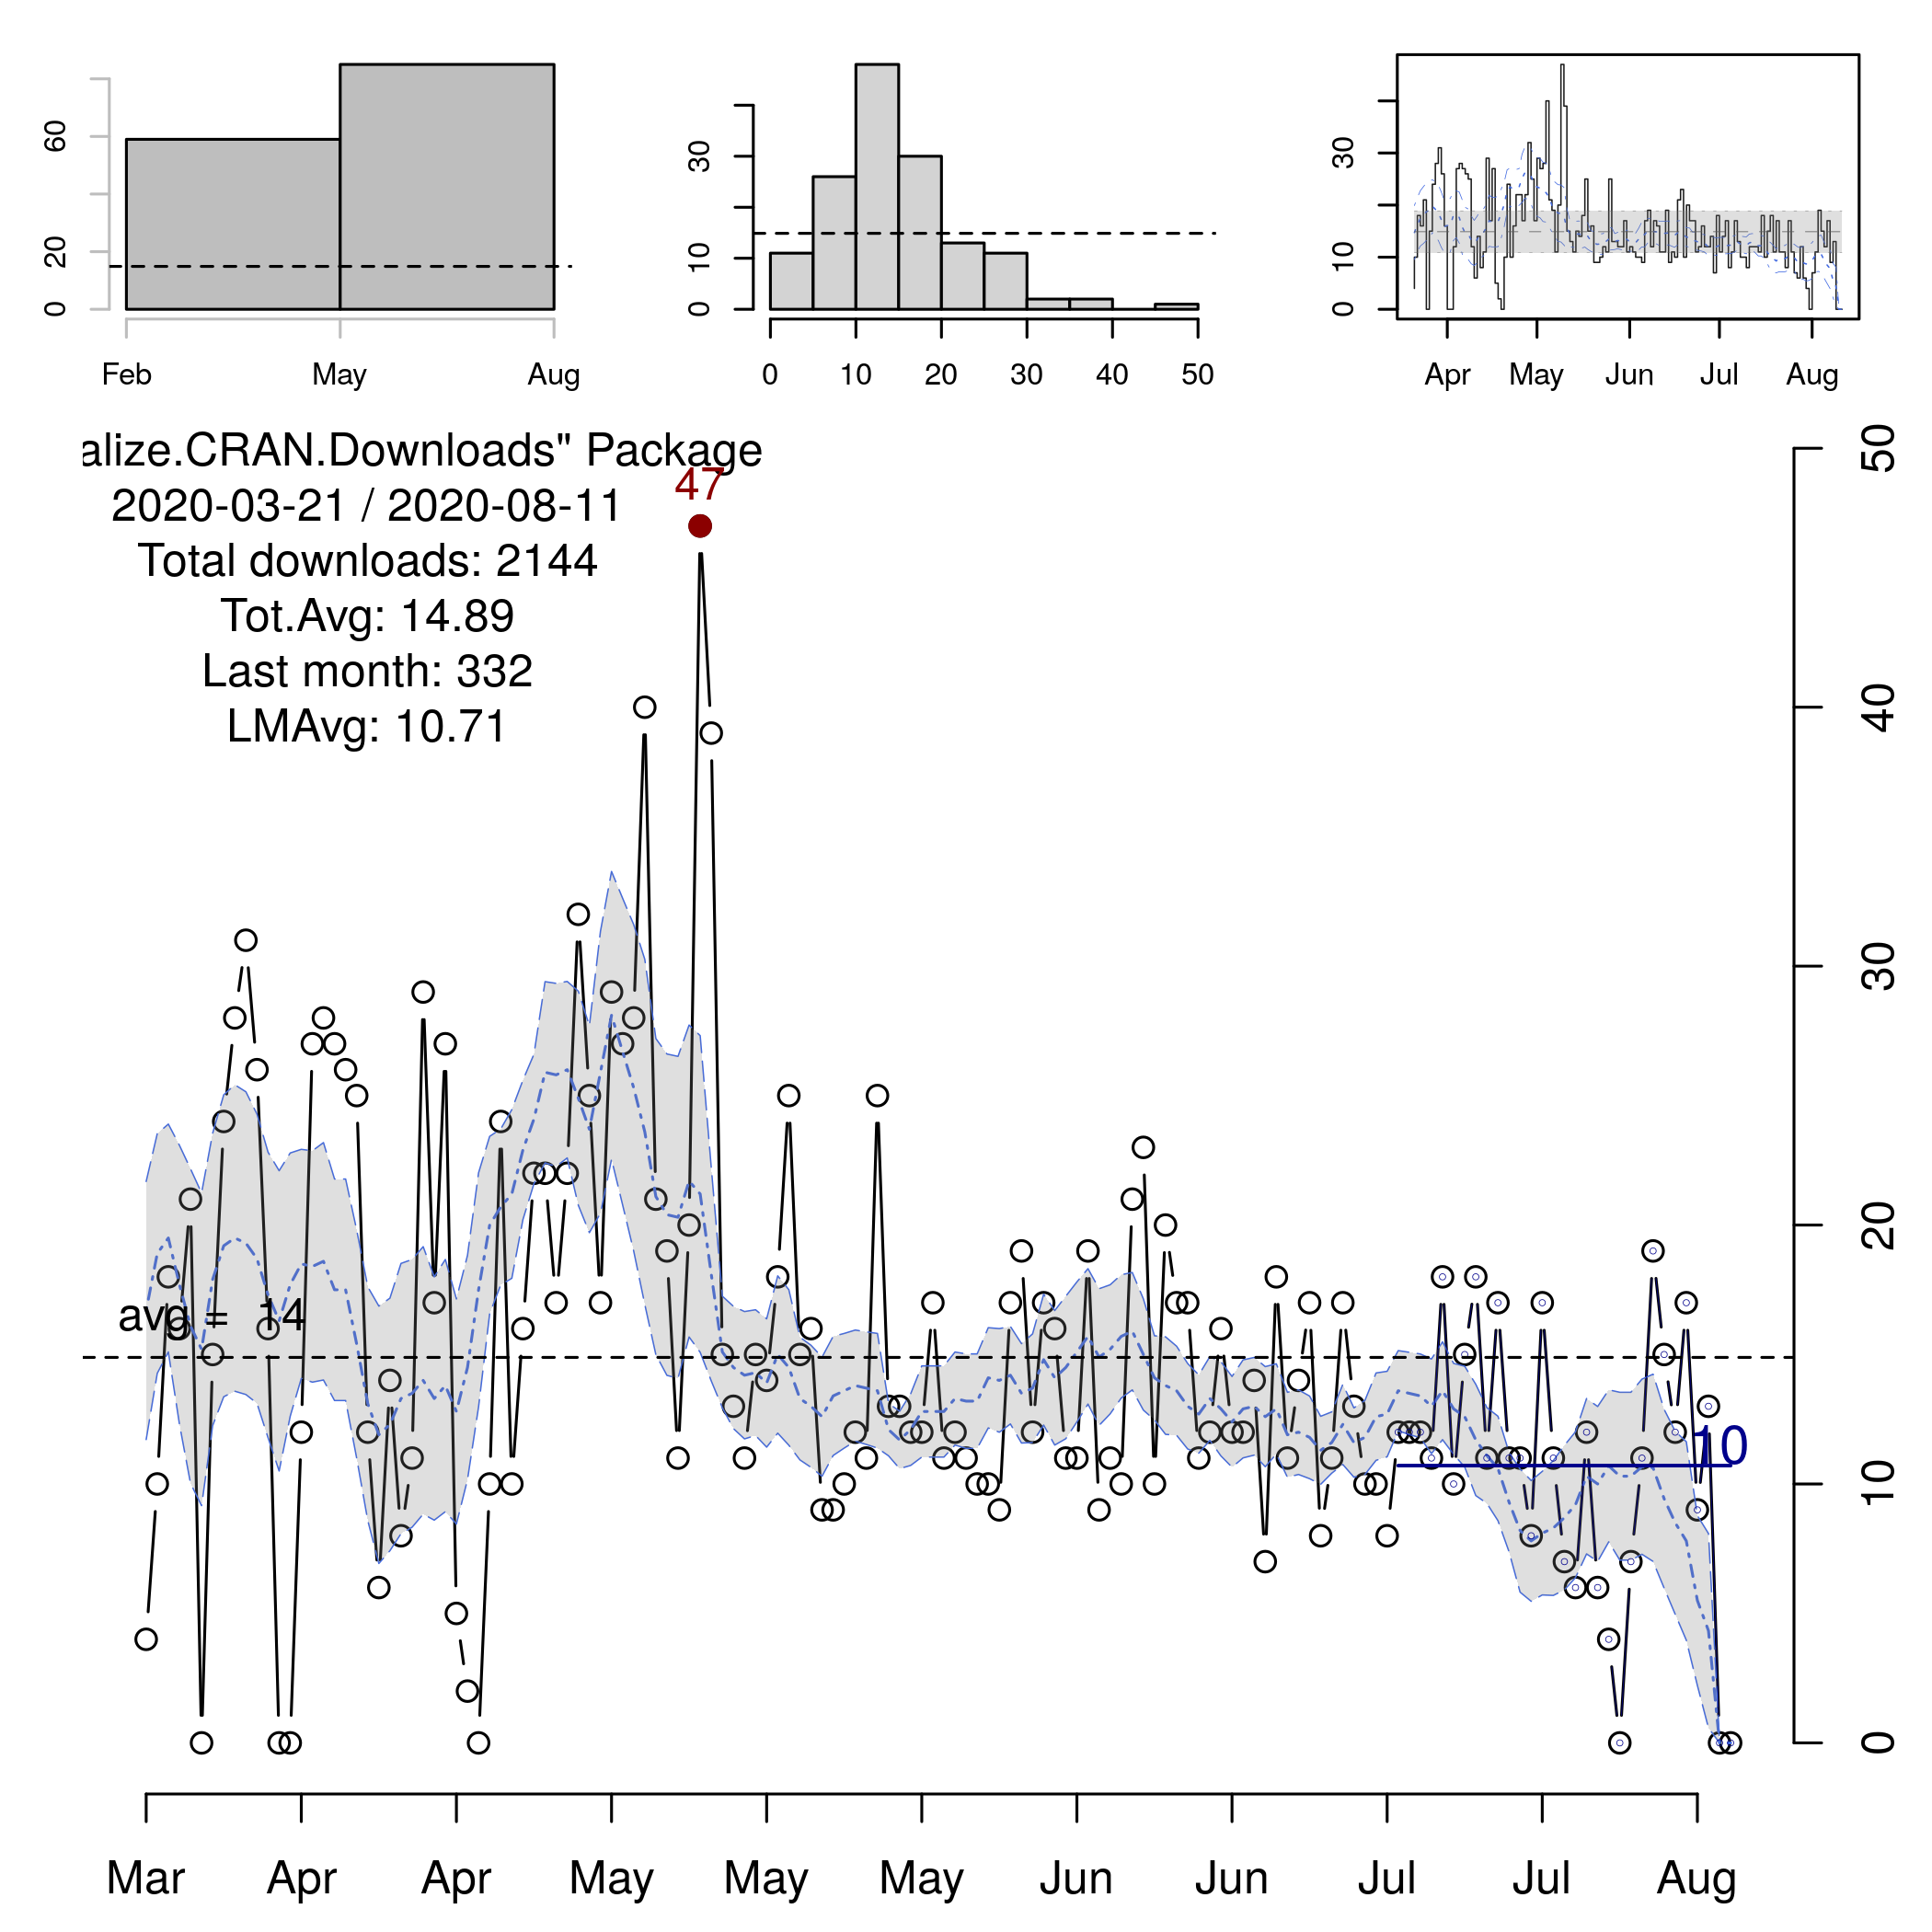 60
20
0
Feb May Aug
30
10
0
0 10 20 30 40 50
30
10
0
Apr May Jun Jul Aug
alize.CRAN.Downloads" Package
2020-03-21 / 2020-08-11
Total downloads: 2144
Tot.Avg: 14.89
Last month: 332
LMAvg: 10.71
47
avg = 14
10
50
40
30
20
10
0
Mar Apr Apr May May May Jun Jun Jul Jul Aug